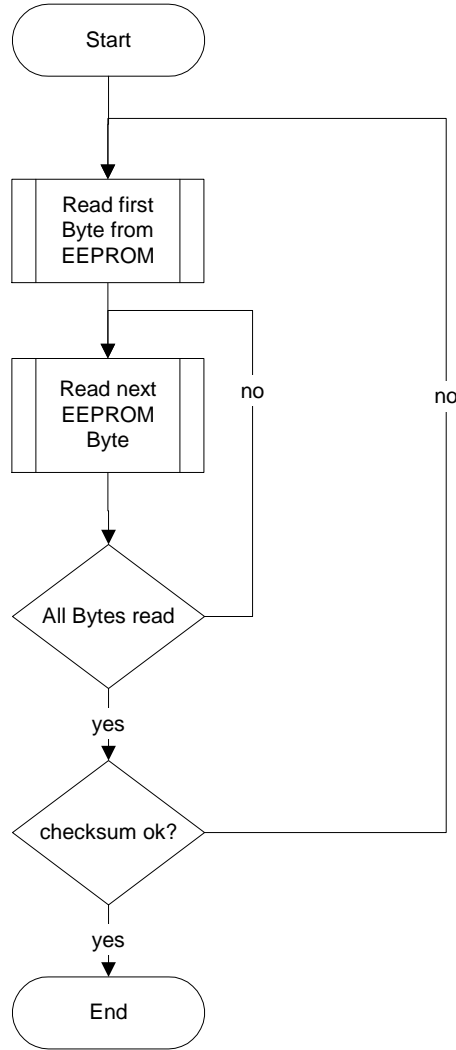 Start
Read first
Byte from
EEPROM
Read next
EEPROM
Byte
no
no
All Bytes read
yes
checksum ok?
yes
End